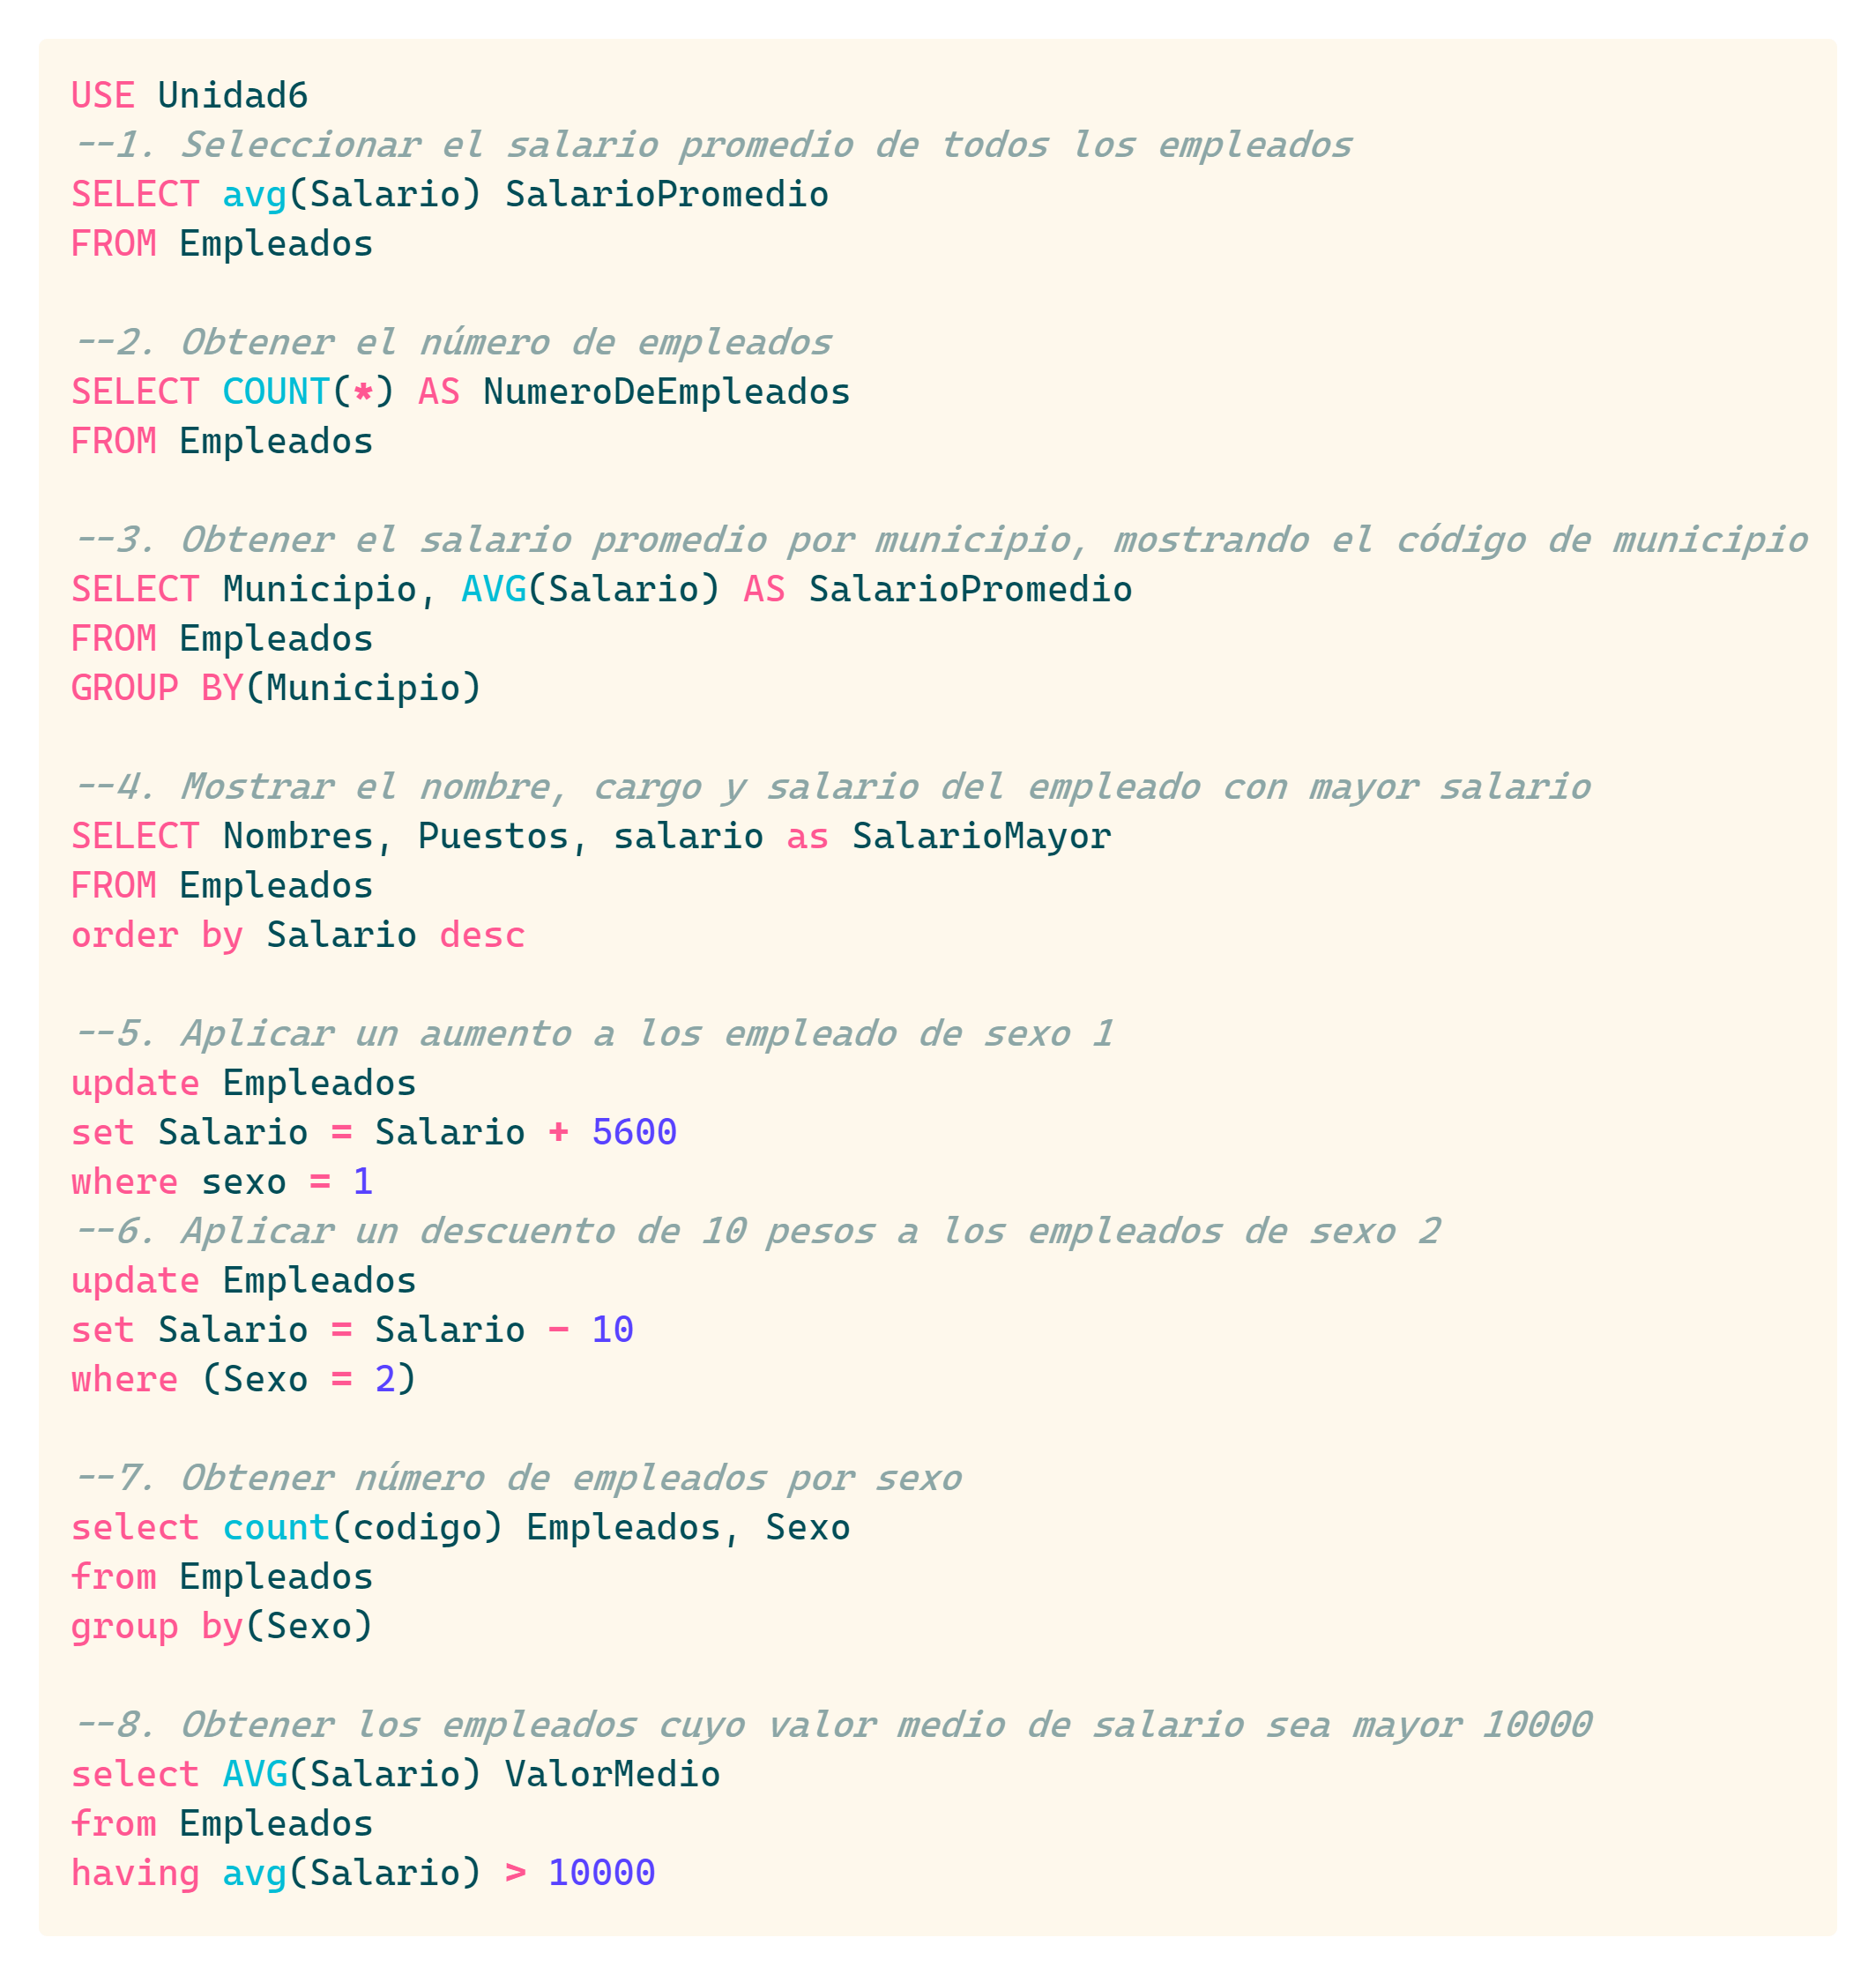 USE Unidad6
--1. Seleccionar el salario promedio de todos los empleados
SELECT avg(Salario) SalarioPromedio
FROM Empleados
--2. Obtener el número de empleados
SELECT COUNT(*) AS NumeroDeEmpleados
FROM Empleados
--3. Obtener el salario promedio por municipio, mostrando el código de municipio
SELECT Municipio, AVG(Salario) AS SalarioPromedio
FROM Empleados
GROUP BY(Municipio)
--4. Mostrar el nombre, cargo y salario del empleado con mayor salario
SELECT Nombres, Puestos, salario as SalarioMayor
FROM Empleados
order by Salario desc
--5. Aplicar un aumento a los empleado de sexo 1
update Empleados
set Salario = Salario + 5600
where sexo = 1
--6. Aplicar un descuento de 10 pesos a los empleados de sexo 2
update Empleados
set Salario = Salario - 10
where (Sexo = 2)
--7. Obtener número de empleados por sexo
select count(codigo) Empleados, Sexo
from Empleados
group by(Sexo)
--8. Obtener los empleados cuyo valor medio de salario sea mayor 10000
select AVG(Salario) ValorMedio
from Empleados
having avg(Salario) > 10000